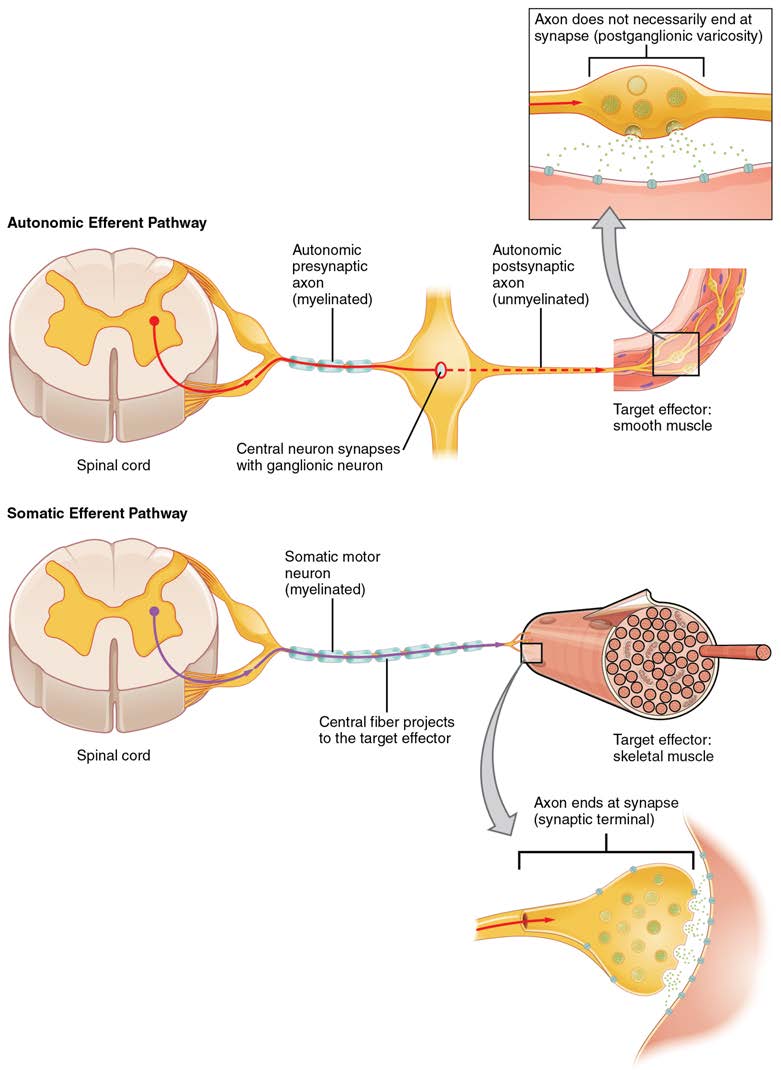 Axon does not necessarily end at
synapse (postganglionic varicosity)
Autonomic Efferent Pathway
Autonomic
presynaptic
axon
(myelinated)
Autonomic
postsynaptic
axon
(unmyelinated)
Central neuron synapses
with ganglionic neuron
Target effector:
smooth muscle
Spinal cord
Somatic Efferent Pathway
Somatic motor
neuron
(myelinated)
Central fiber projects
to the target effector
Target effector:
skeletal muscle
Spinal cord
Axon ends at synapse
(synaptic terminal)